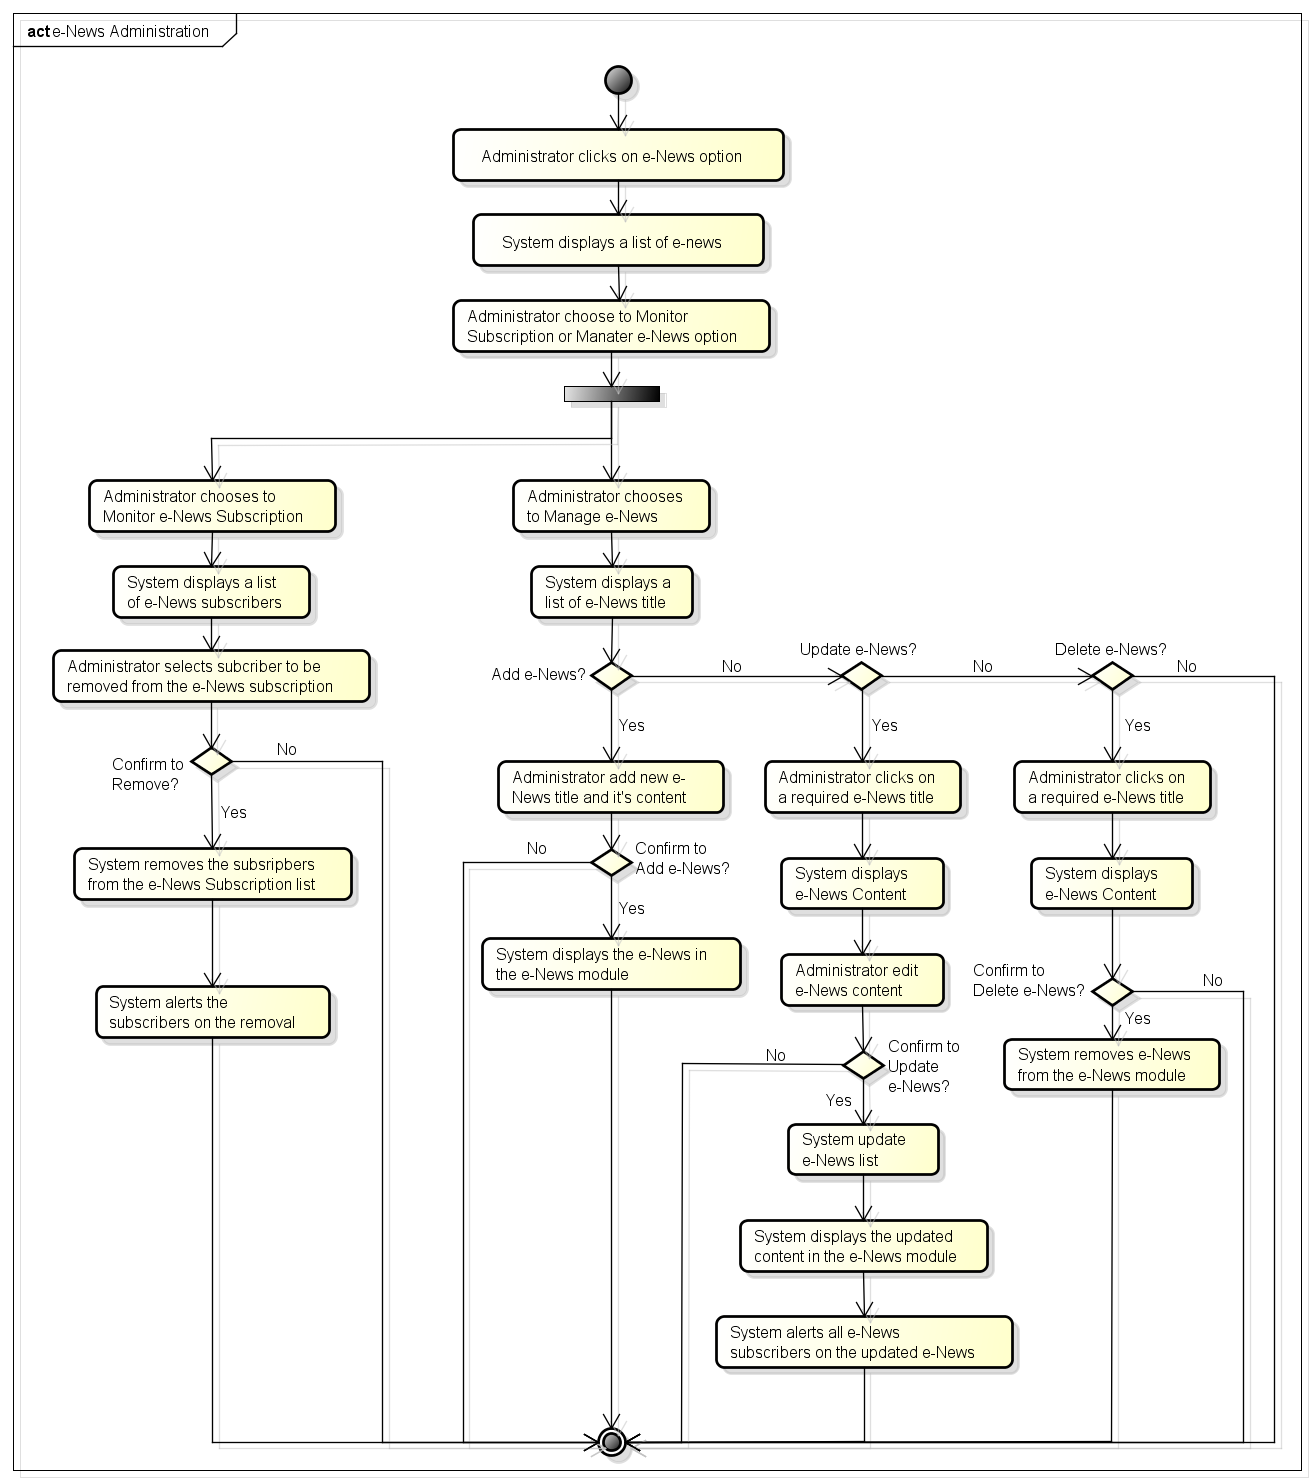 act e-News Administration
Administrator clicks on e-News option
System displays a list of e-news
Administrator choose to Monitor
Subscription or Manater e-News option
Administrator chooses to
Monitor e-News Subscription
Administrator chooses
to Manage e-News
System displays a list
of e-News subscribers
System displays a
list of e-News title
Administrator selects subcriber to be
removed from the e-News subscription
Add e-News?
No
Update e-News?
No
Delete e-News?
No
Yes
Yes
Yes
Confirm to
Remove?
No
Yes
Administrator add new e-
News title and it's content
Administrator clicks on
a required e-News title
Administrator clicks on
a required e-News title
System removes the subsripbers
from the e-News Subscription list
No
Confirm to
Add e-News?
Yes
System displays
e-News Content
System displays
e-News Content
System displays the e-News in
the e-News module
Administrator edit
e-News content
Confirm to
Delete e-News?
No
Yes
System alerts the
subscribers on the removal
No
Confirm to
Update
e-News?
Yes
System removes e-News
from the e-News module
System update
e-News list
System displays the updated
content in the e-News module
System alerts all e-News
subscribers on the updated e-News